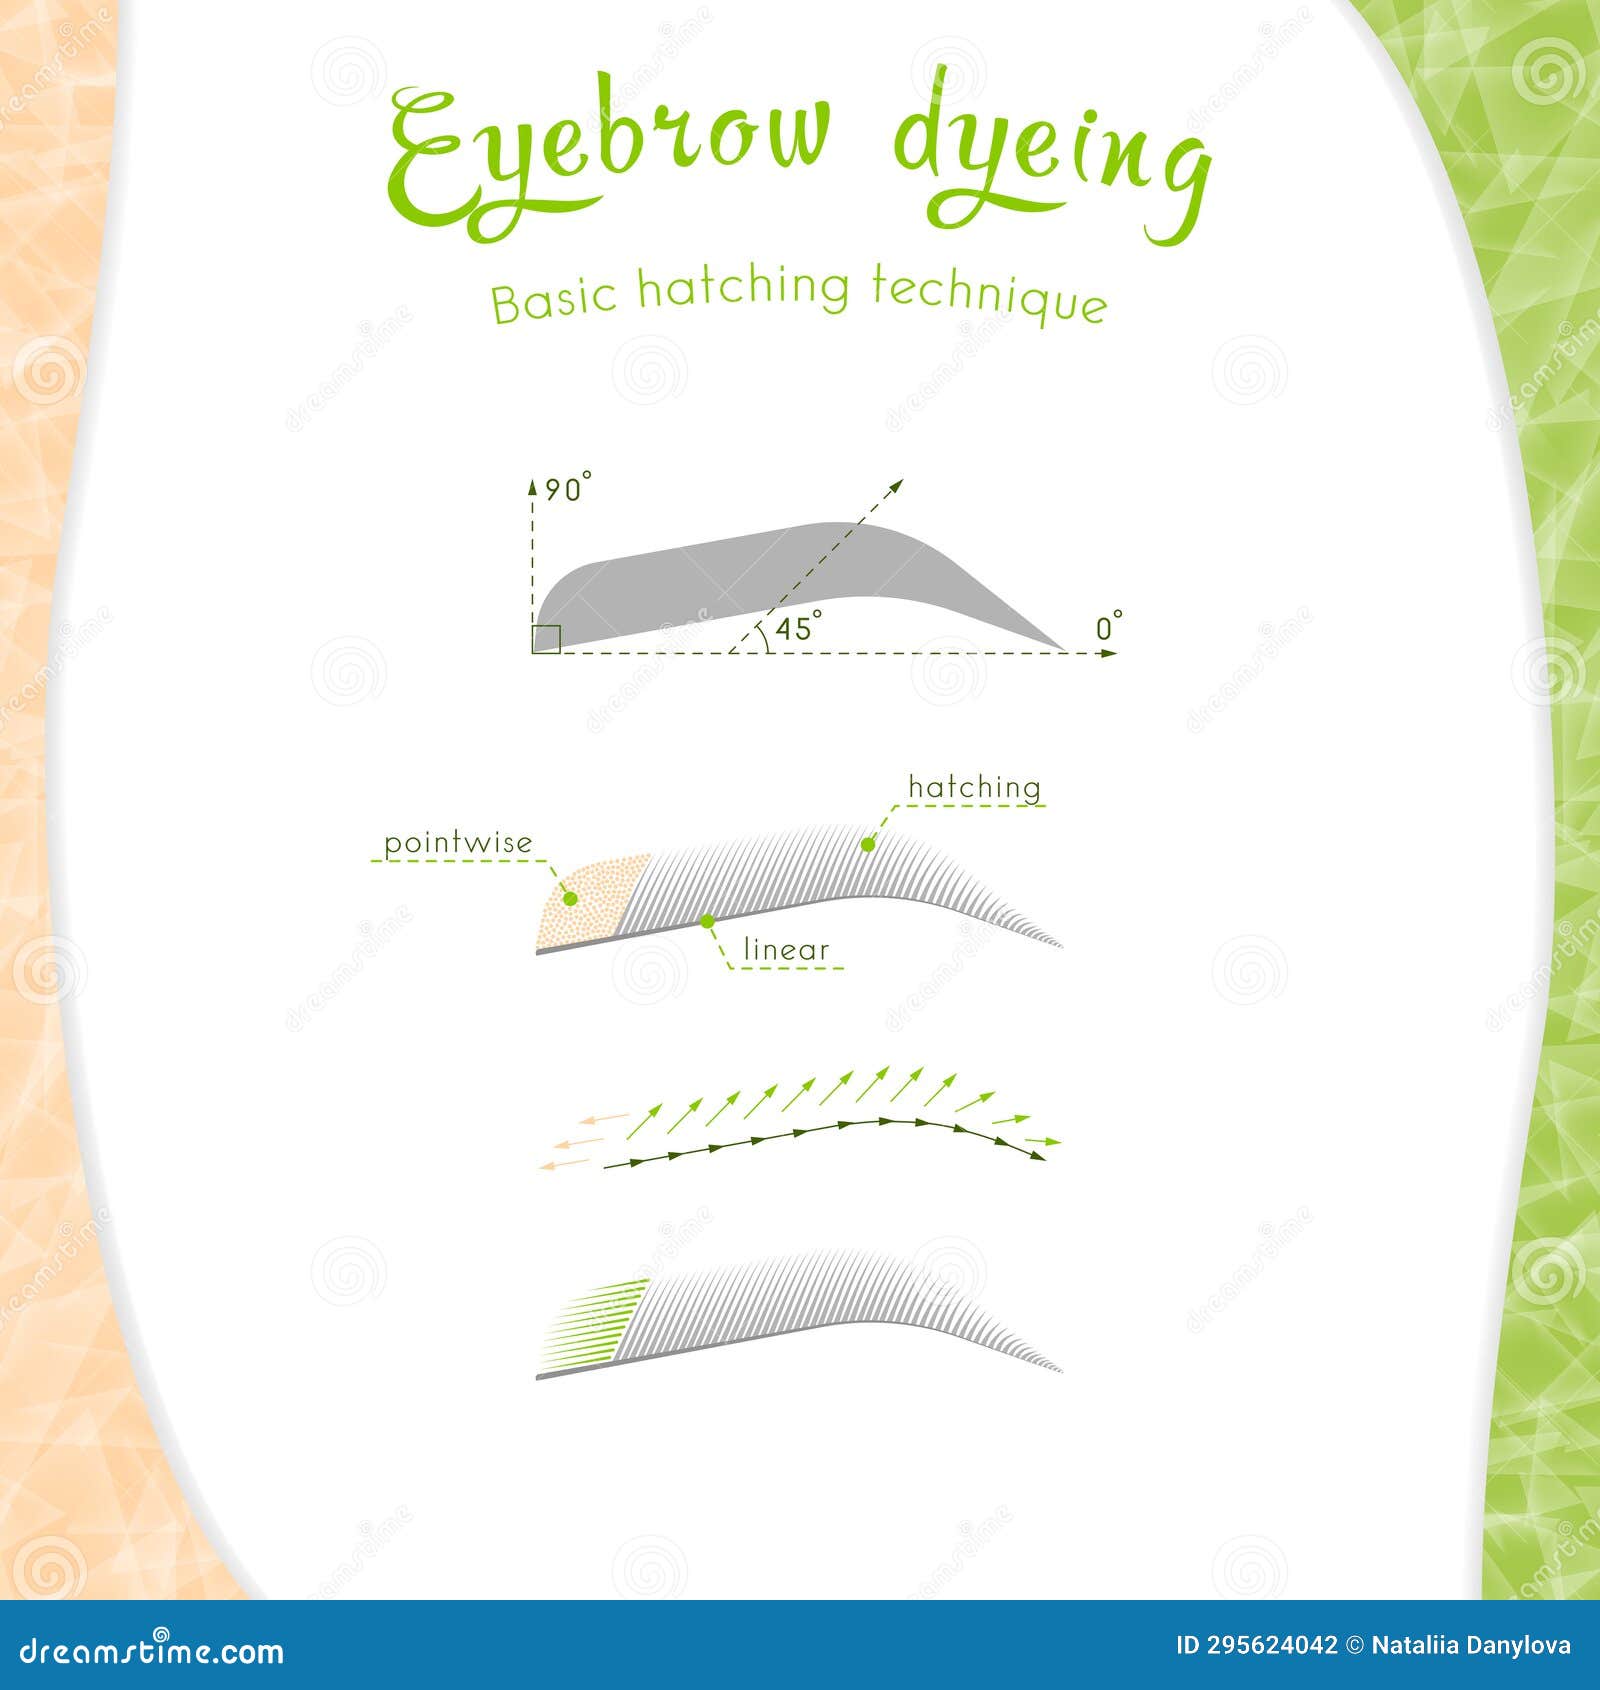 Eyebrow dyeing
Basic hatching technique
90°
45°
0°
hatching
pointwise
linear
dreamstime.com
ID 295624042 © Nataliia Danylova